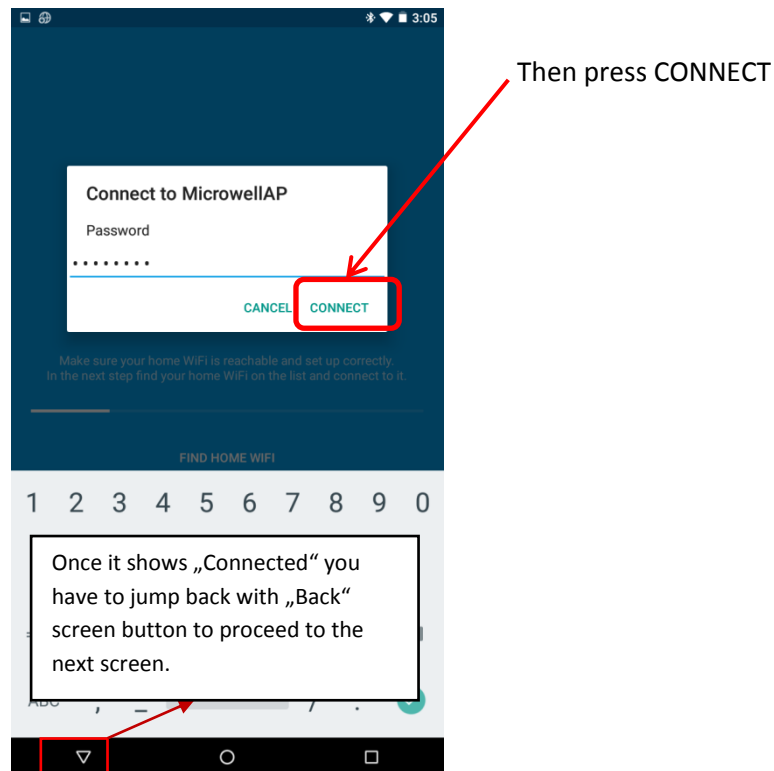 3:05
Then press CONNECT
Connect to MicrowellAP
Password
CANCEL CONNECT
Make sure your home WiFi is reachable and set up correctly.
In the next step find your home WiFi on the list and connect to it.
FIND HOME WIFI
1 2 3 4 5 6 7 8 9 0
Once it shows „Connected“ you
have to jump back with „Back“
screen button to proceed to the
next screen.
ABC , _ / .